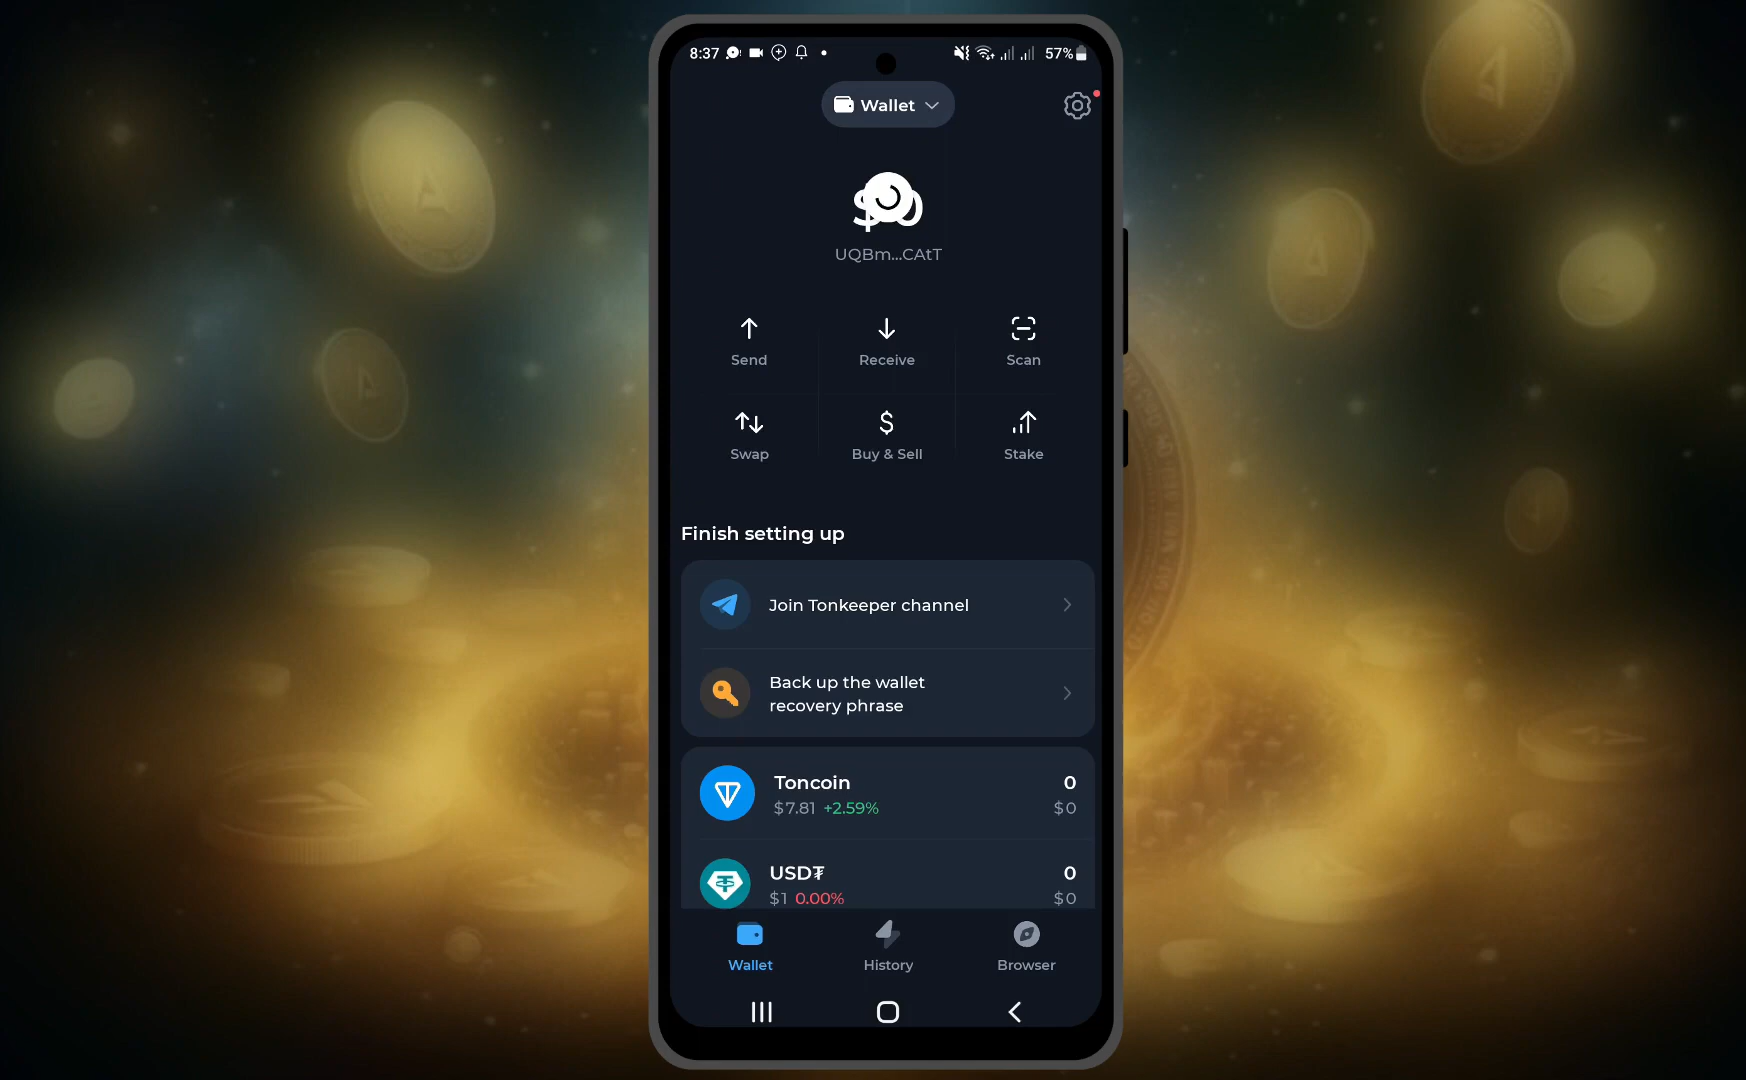 8:37 57%
Wallet
$0
UQBm...CAtT
Send Receive Scan
Swap Buy & Sell Stake
Finish setting up
Join Tonkeeper channel
Back up the wallet
recovery phrase
Toncoin 0
$7.81 +2.59% $0
USD₮ 0
$1 0.00% $0
Wallet History Browser